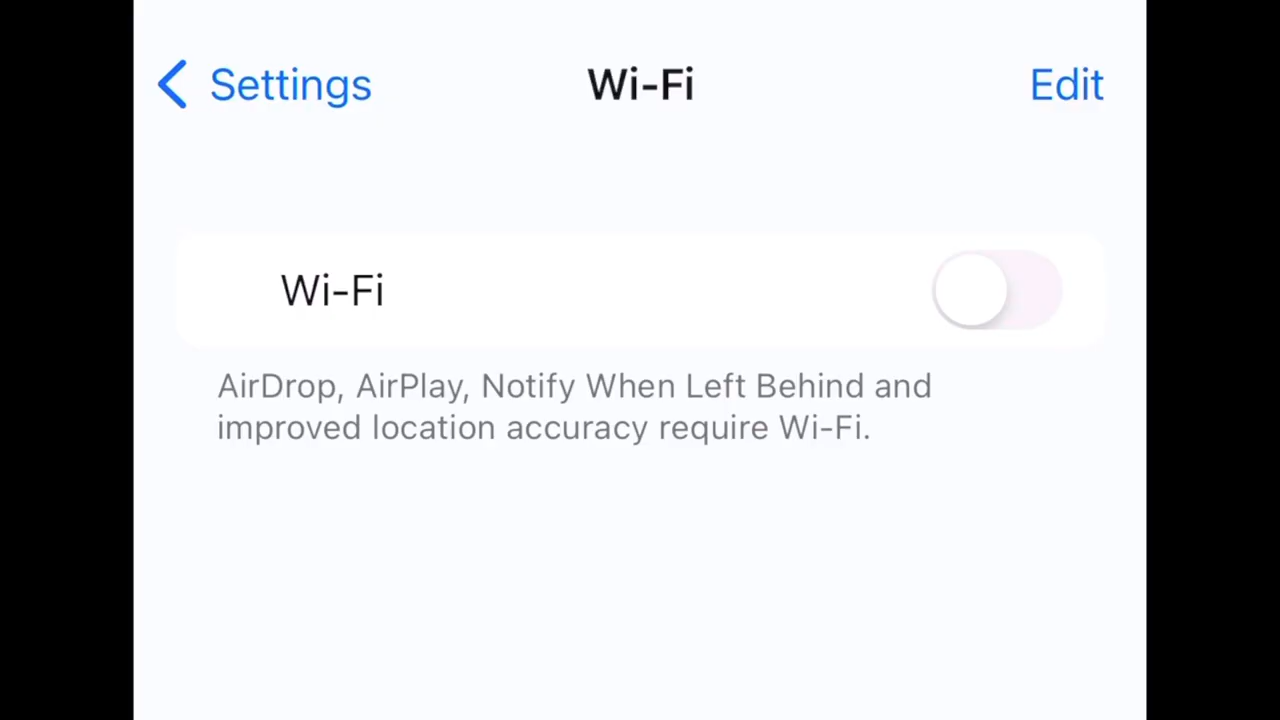 Settings
Wi-Fi
Edit
Wi-Fi
AirDrop, AirPlay, Notify When Left Behind and
improved location accuracy require Wi-Fi.